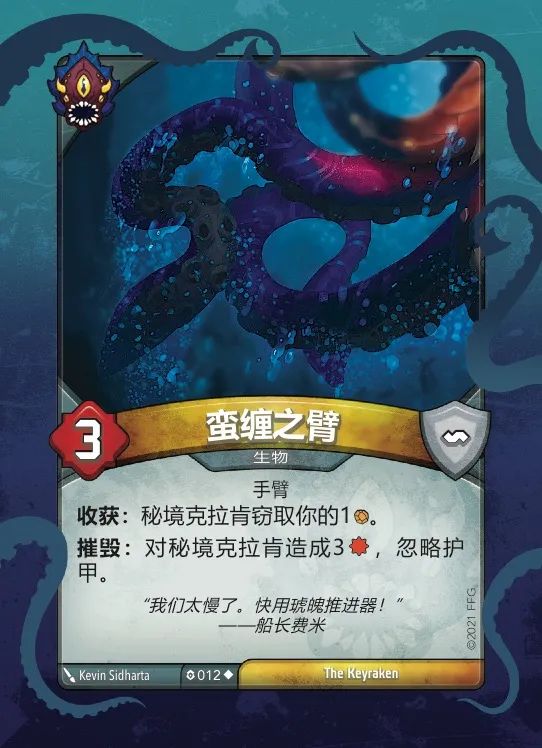 蛮缠之臂
3
生物
手臂
收获：秘境克拉肯窃取你的1。
摧毁：对秘境克拉肯造成3，忽略护
甲。
“我们太慢了。快用琥魄推进器！”
——船长费米
©2021 FFG
Kevin Sidharta
012
The Keyraken